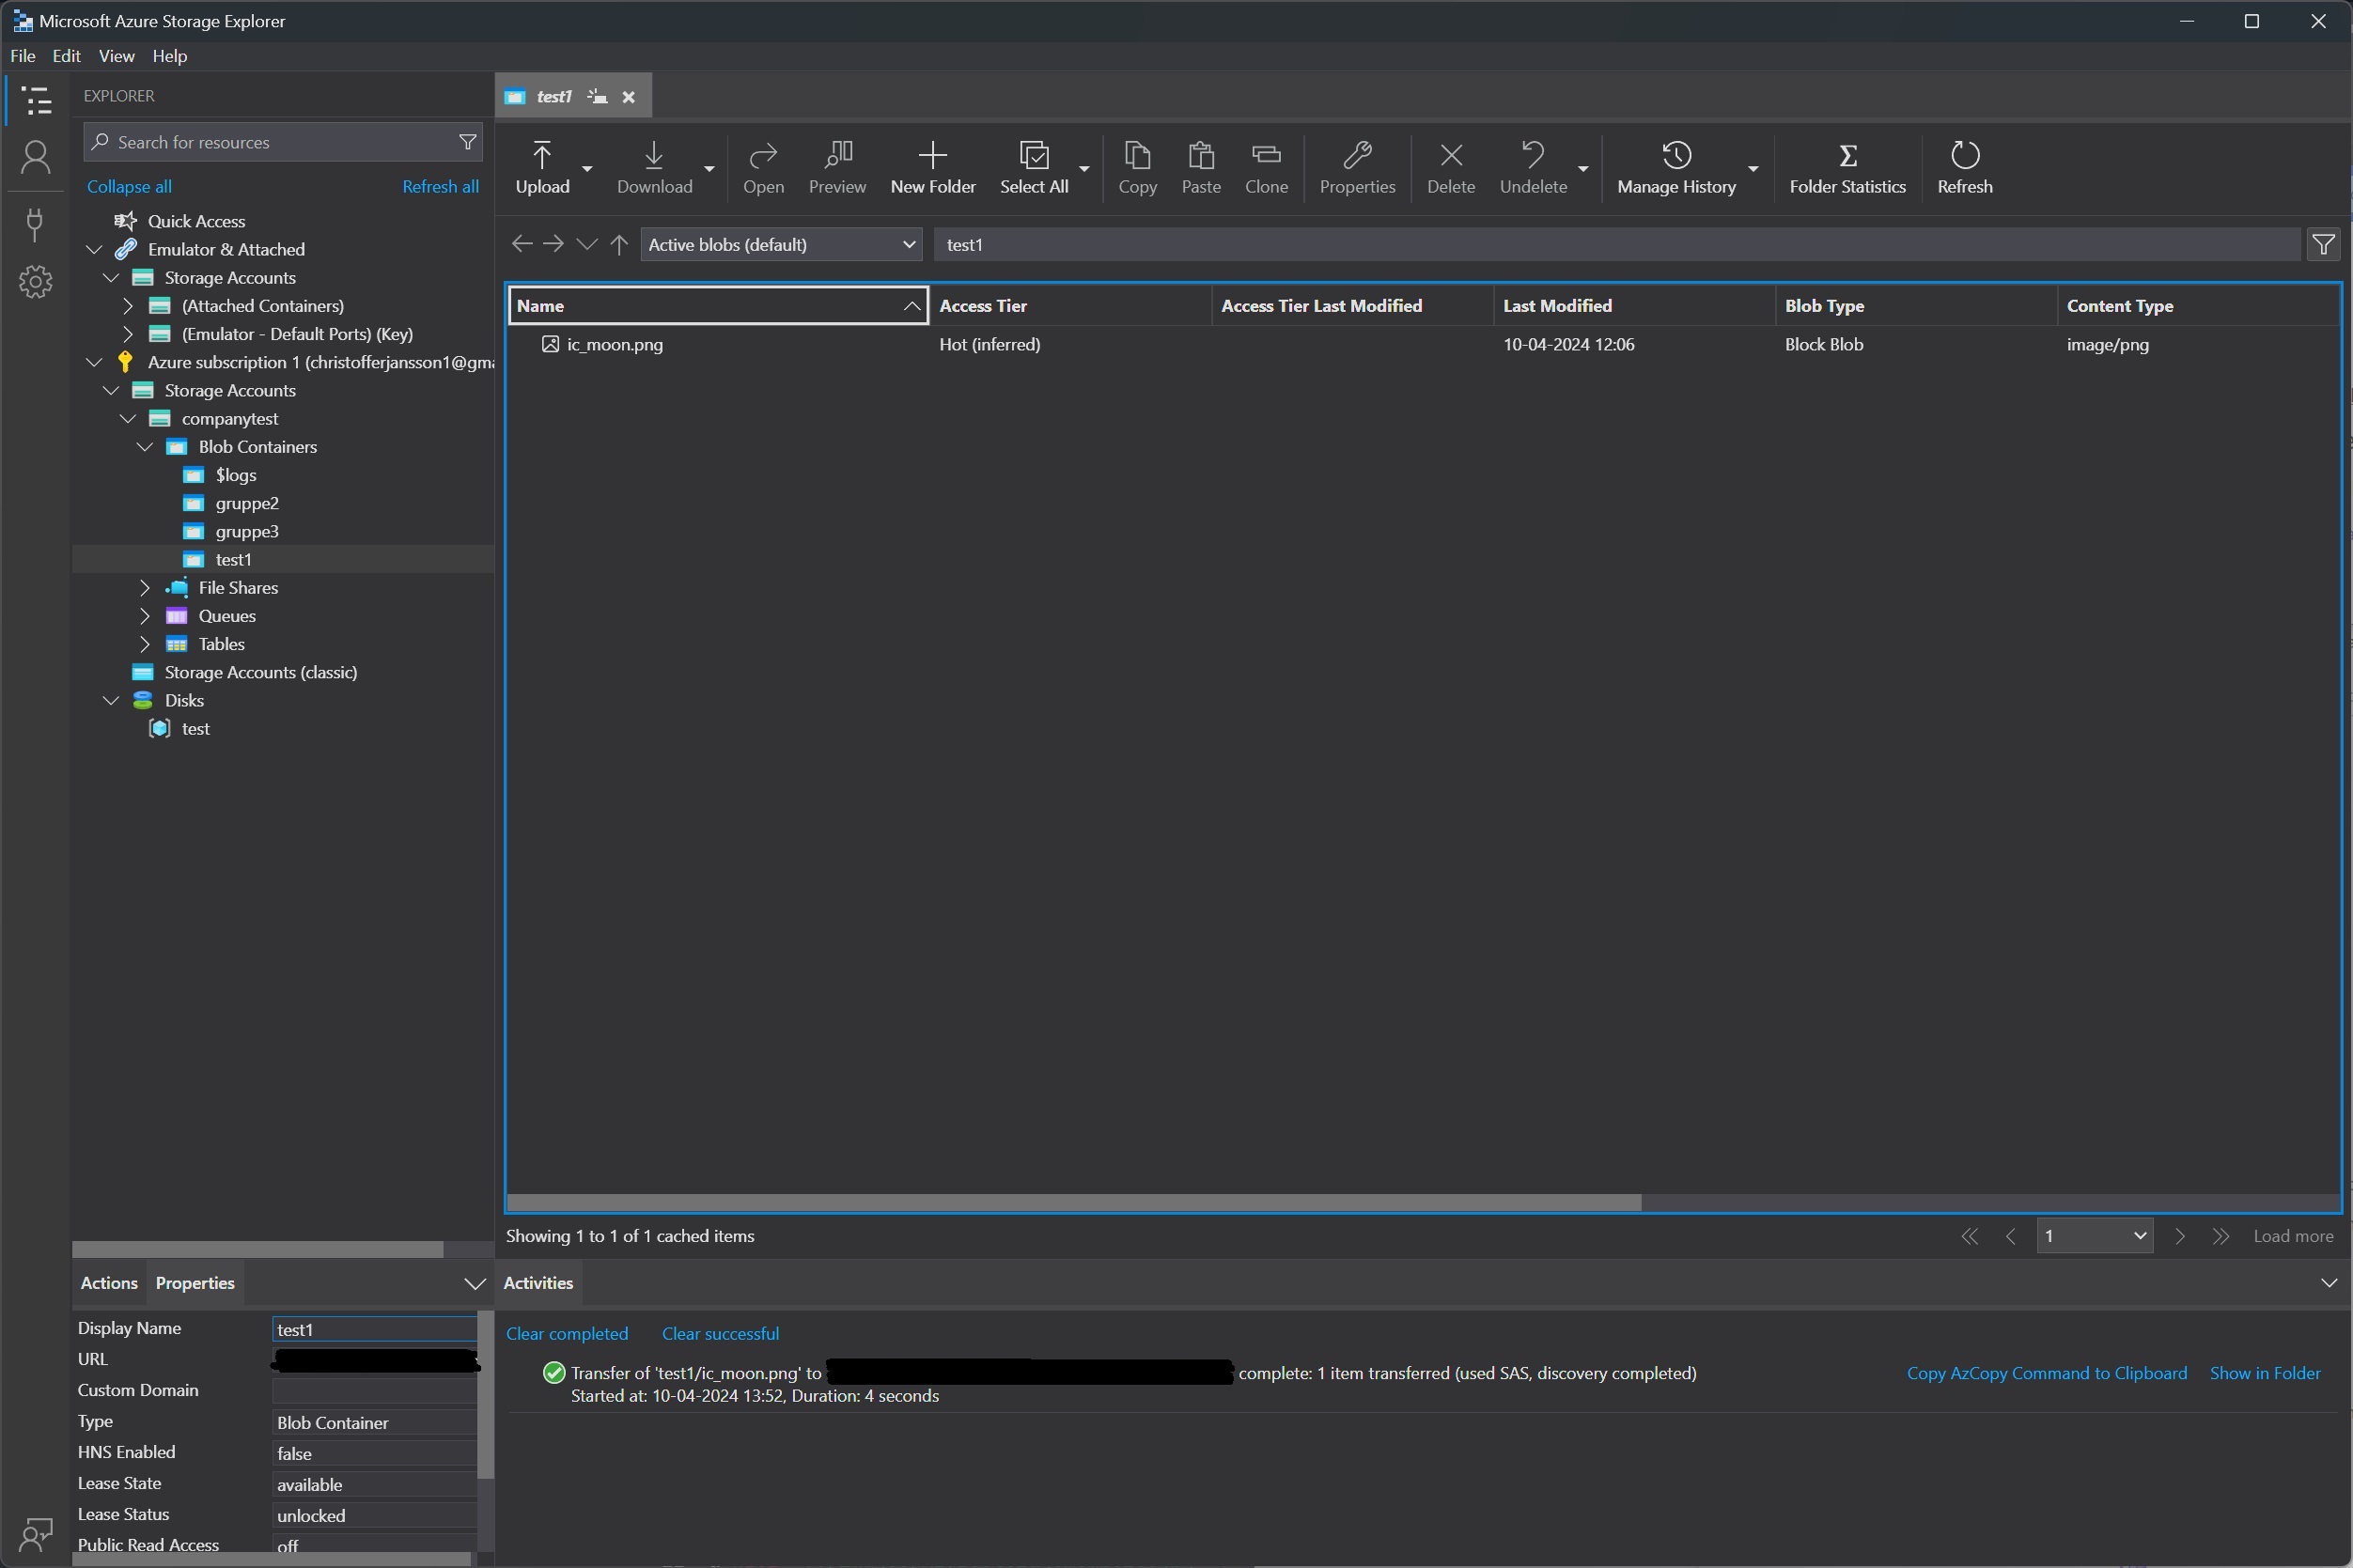 Microsoft Azure Storage Explorer
File Edit View Help
EXPLORER
Search for resources
Collapse all Refresh all
Quick Access
Emulator & Attached
Storage Accounts
(Attached Containers)
(Emulator - Default Ports) (Key)
Azure subscription 1 (christofferjansson1@gma
Storage Accounts
companytest
Blob Containers
$logs
gruppe2
gruppe3
test1
File Shares
Queues
Tables
Storage Accounts (classic)
Disks
test
test1
Upload Download Open Preview New Folder Select All Copy Paste Clone Properties Delete Undelete Manage History Folder Statistics Refresh
Active blobs (default) test1
Name Access Tier Access Tier Last Modified Last Modified Blob Type Content Type
ic_moon.png Hot (inferred) 10-04-2024 12:06 Block Blob image/png
Showing 1 to 1 of 1 cached items 1 Load more
Actions Properties
Display Name test1
URL
Custom Domain
Type Blob Container
HNS Enabled false
Lease State available
Lease Status unlocked
Public Read Access off
Activities
Clear completed Clear successful
Transfer of 'test1/ic_moon.png' to complete: 1 item transferred (used SAS, discovery completed) Copy AzCopy Command to Clipboard Show in Folder
Started at: 10-04-2024 13:52, Duration: 4 seconds